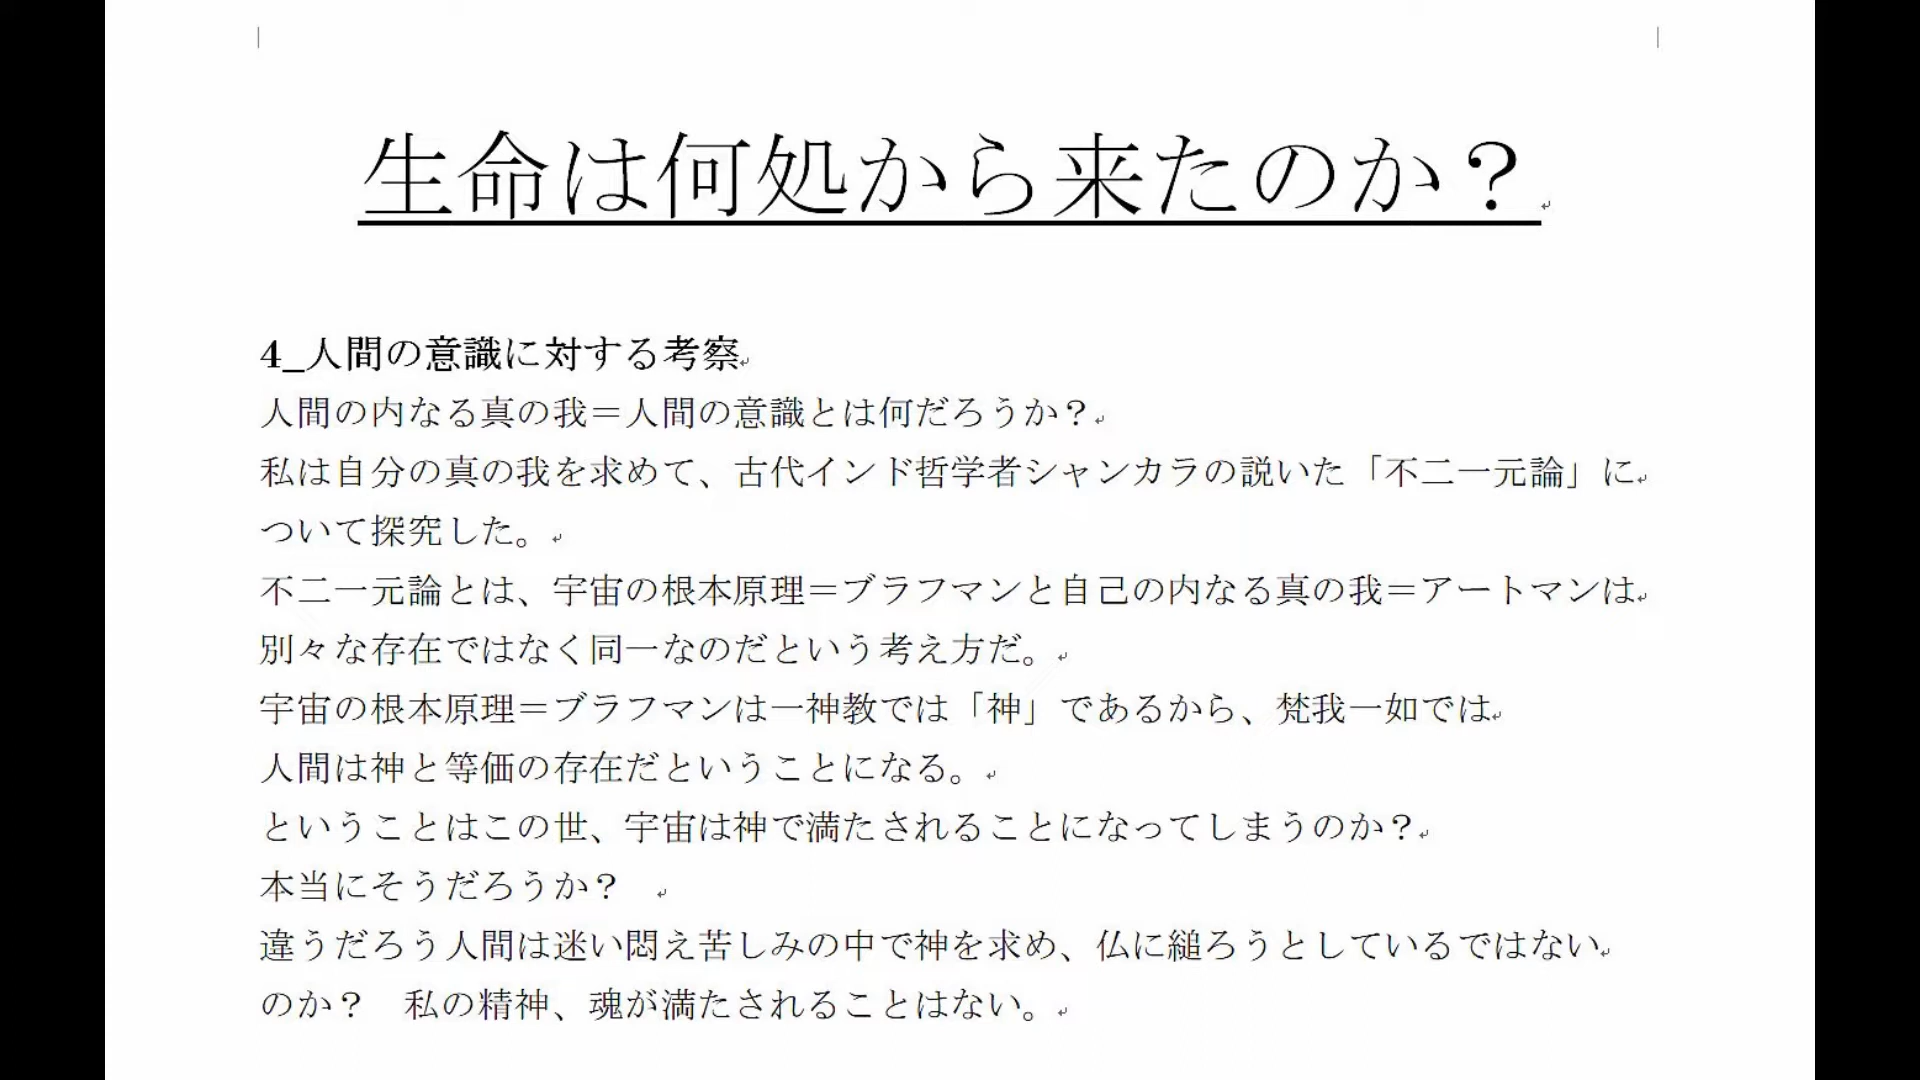 生命は何処から来たのか？
4_人間の意識に対する考察
人間の内なる真の我＝人間の意識とは何だろうか？
私は自分の真の我を求めて、古代インド哲学者シャンカラの説いた「不二一元論」に
ついて探究した。
不二一元論とは、宇宙の根本原理＝ブラフマンと自己の内なる真の我＝アートマンは
別々な存在ではなく同一なのだという考え方だ。
宇宙の根本原理＝ブラフマンは一神教では「神」であるから、梵我一如では
人間は神と等価の存在だということになる。
ということはこの世、宇宙は神で満たされることになってしまうのか？
本当にそうだろうか？
違うだろう人間は迷い悶え苦しみの中で神を求め、仏に縋ろうとしているではない
のか？　私の精神、魂が満たされることはない。